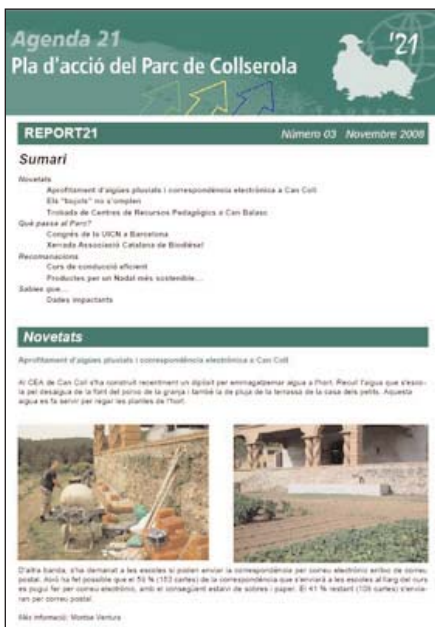 Agenda 21
'21
Pla d'acció del Parc de Collserola
REPORT21
Número 03 Novembre 2008
Sumari
Novetats
Aprofitament d'aigües pluvials i correspondència electrònica a Can Coll
Els "bujols" no s'omplen
Trobada de Centres de Recursos Pedagògics a Can Balasc
Què passa al Parc?
Congrés de la UICN a Barcelona
Xerrada Associació Catalana de Biodièsel
Recomanacions
Curs de conducció eficient
Productes per un Nadal més sostenible...
Sabies que...
Dades impactants
Novetats
Aprofitament d'aigües pluvials i correspondència electrònica a Can Coll
Al CEA de Can Coll s'ha construït recentment un dipòsit per emmagatzemar aigua a l'hort. Recull l'aigua que s'esco-
la pel desaigua de la font del porxo de la granja i també la de pluja de la terrassa de la casa dels petits. Aquesta
aigua es fa servir per regar les plantes de l'hort.
D'altra banda, s'ha demanat a les escoles si podien enviar la correspondència per correu electrònic enlloc de correu
postal. Això ha fet possible que el 59 % (153 cartes) de la correspondència que s'enviarà a les escoles al llarg del curs
es pugui fer per correu electrònic, amb el consegüent estalvi de sobres i paper. El 41 % restant (108 cartes) s'envia-
ran per correu postal.
Més informació: Montse Ventura